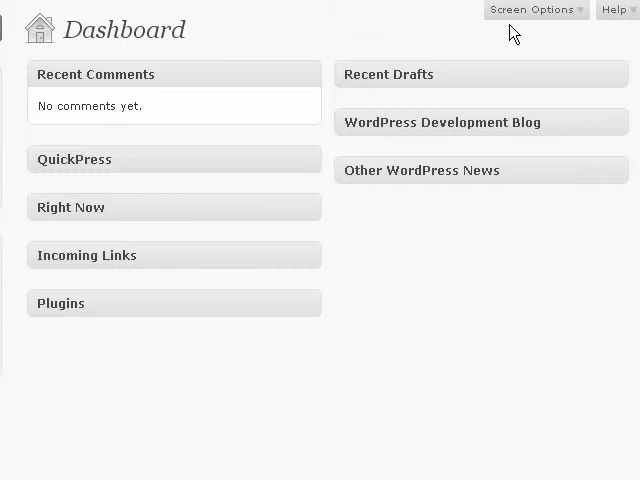 Screen Options
Help
Dashboard
Recent Comments
No comments yet.
QuickPress
Right Now
Incoming Links
Plugins
Recent Drafts
WordPress Development Blog
Other WordPress News